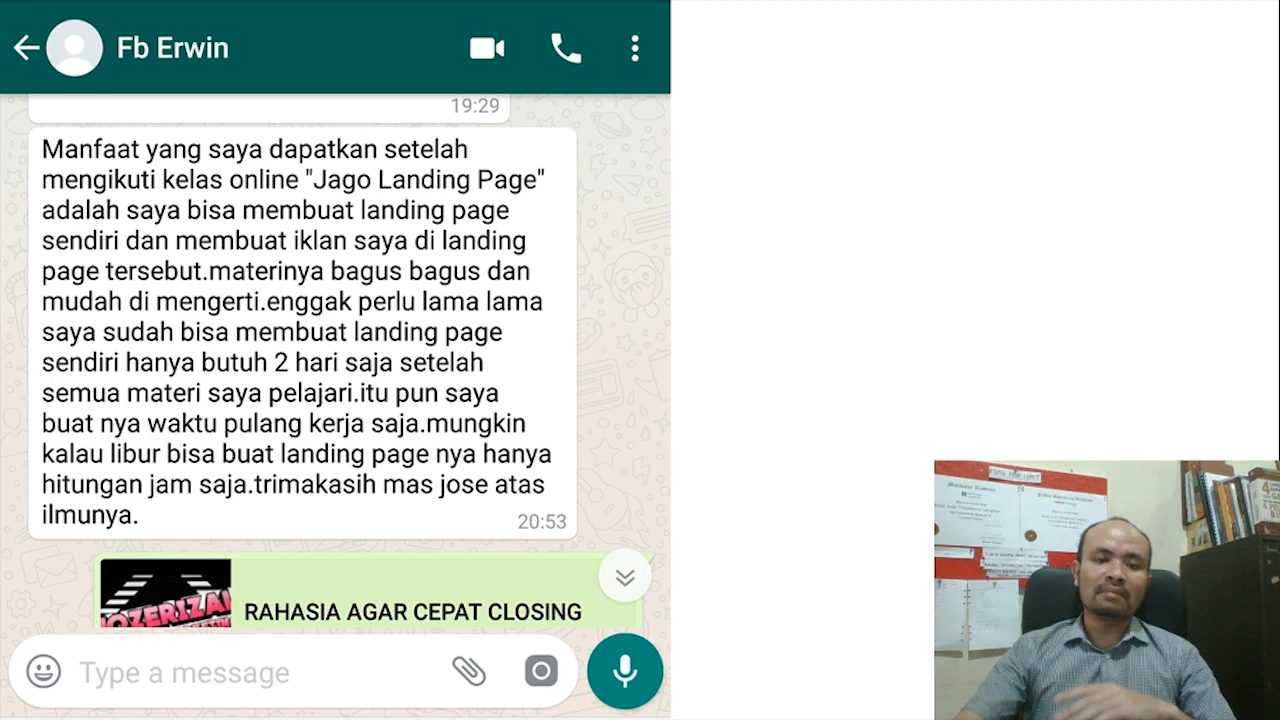 Fb Erwin
19:29
Manfaat yang saya dapatkan setelah
mengikuti kelas online "Jago Landing Page"
adalah saya bisa membuat landing page
sendiri dan membuat iklan saya di landing
page tersebut.materinya bagus bagus dan
mudah di mengerti.enggak perlu lama lama
saya sudah bisa membuat landing page
sendiri hanya butuh 2 hari saja setelah
semua materi saya pelajari.itu pun saya
buat nya waktu pulang kerja saja.mungkin
kalau libur bisa buat landing page nya hanya
hitungan jam saja.trimakasih mas jose atas
ilmunya.
20:53
RAHASIA AGAR CEPAT CLOSING
Type a message